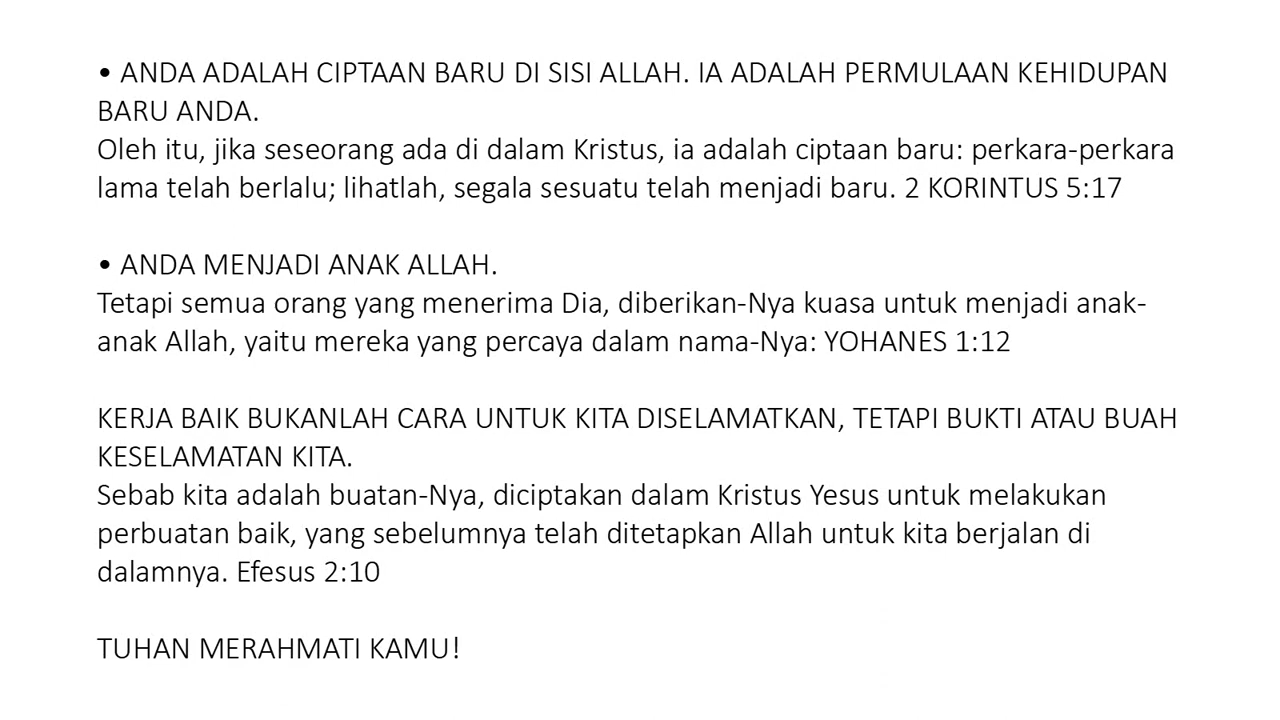 • ANDA ADALAH CIPTAAN BARU DI SISI ALLAH. IA ADALAH PERMULAAN KEHIDUPAN
BARU ANDA.
Oleh itu, jika seseorang ada di dalam Kristus, ia adalah ciptaan baru: perkara-perkara
lama telah berlalu; lihatlah, segala sesuatu telah menjadi baru. 2 KORINTUS 5:17
• ANDA MENJADI ANAK ALLAH.
Tetapi semua orang yang menerima Dia, diberikan-Nya kuasa untuk menjadi anak-
anak Allah, yaitu mereka yang percaya dalam nama-Nya: YOHANES 1:12
KERJA BAIK BUKANLAH CARA UNTUK KITA DISELAMATKAN, TETAPI BUKTI ATAU BUAH
KESELAMATAN KITA.
Sebab kita adalah buatan-Nya, diciptakan dalam Kristus Yesus untuk melakukan
perbuatan baik, yang sebelumnya telah ditetapkan Allah untuk kita berjalan di
dalamnya. Efesus 2:10
TUHAN MERAHMATI KAMU!